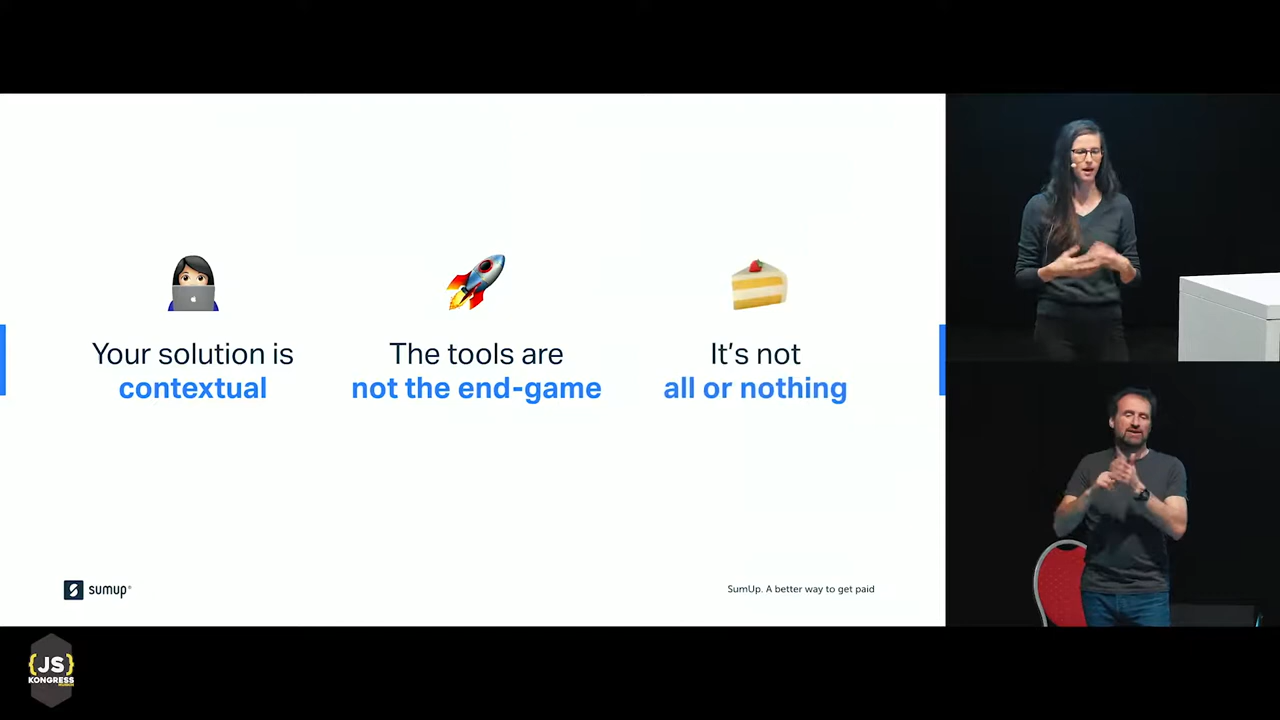 Your solution is
contextual
The tools are
not the end-game
It’s not
all or nothing
sumup®
SumUp. A better way to get paid
{JS}
KONGRESS